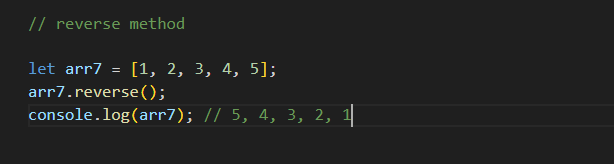 // reverse method
let arr7 = [1, 2, 3, 4, 5];
arr7.reverse();
console.log(arr7); // 5, 4, 3, 2, 1